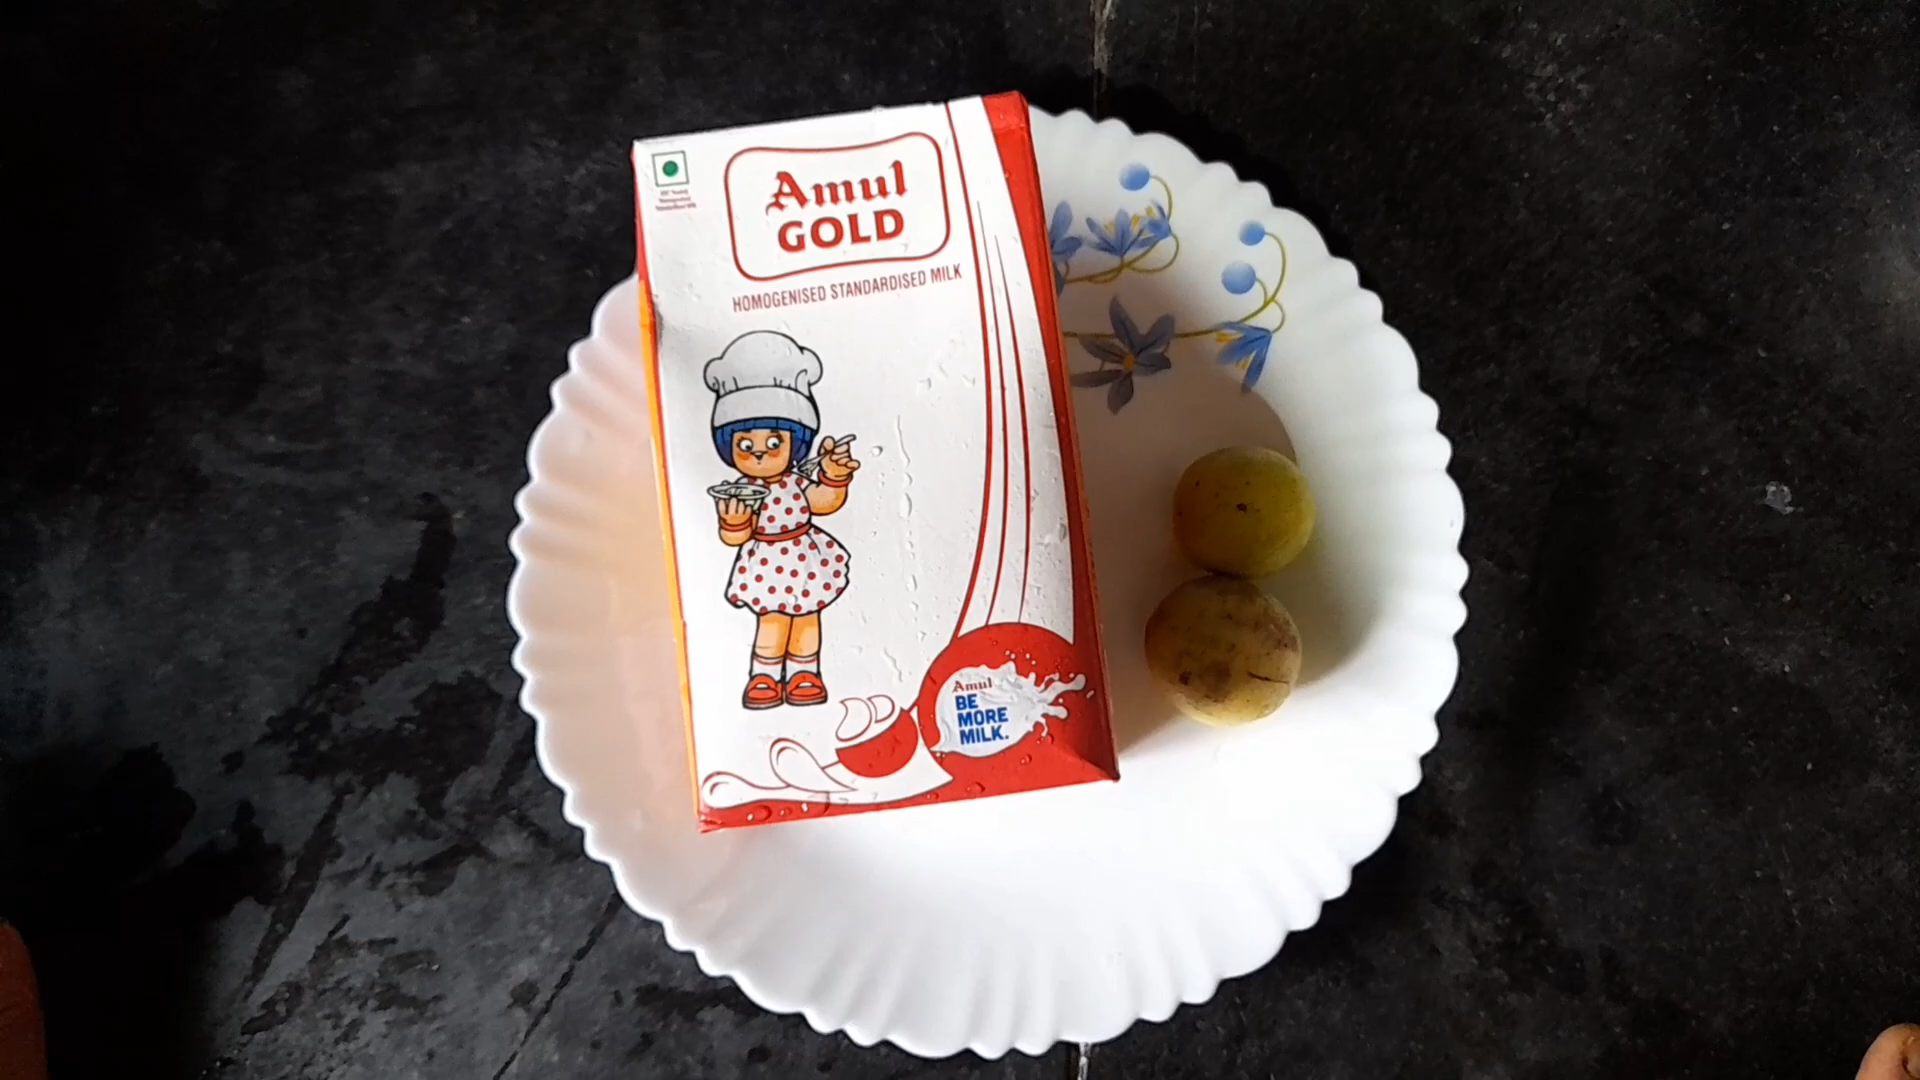 Amul
GOLD
HOMOGENISED STANDARDISED MILK
Amul
BE
MORE
MILK.